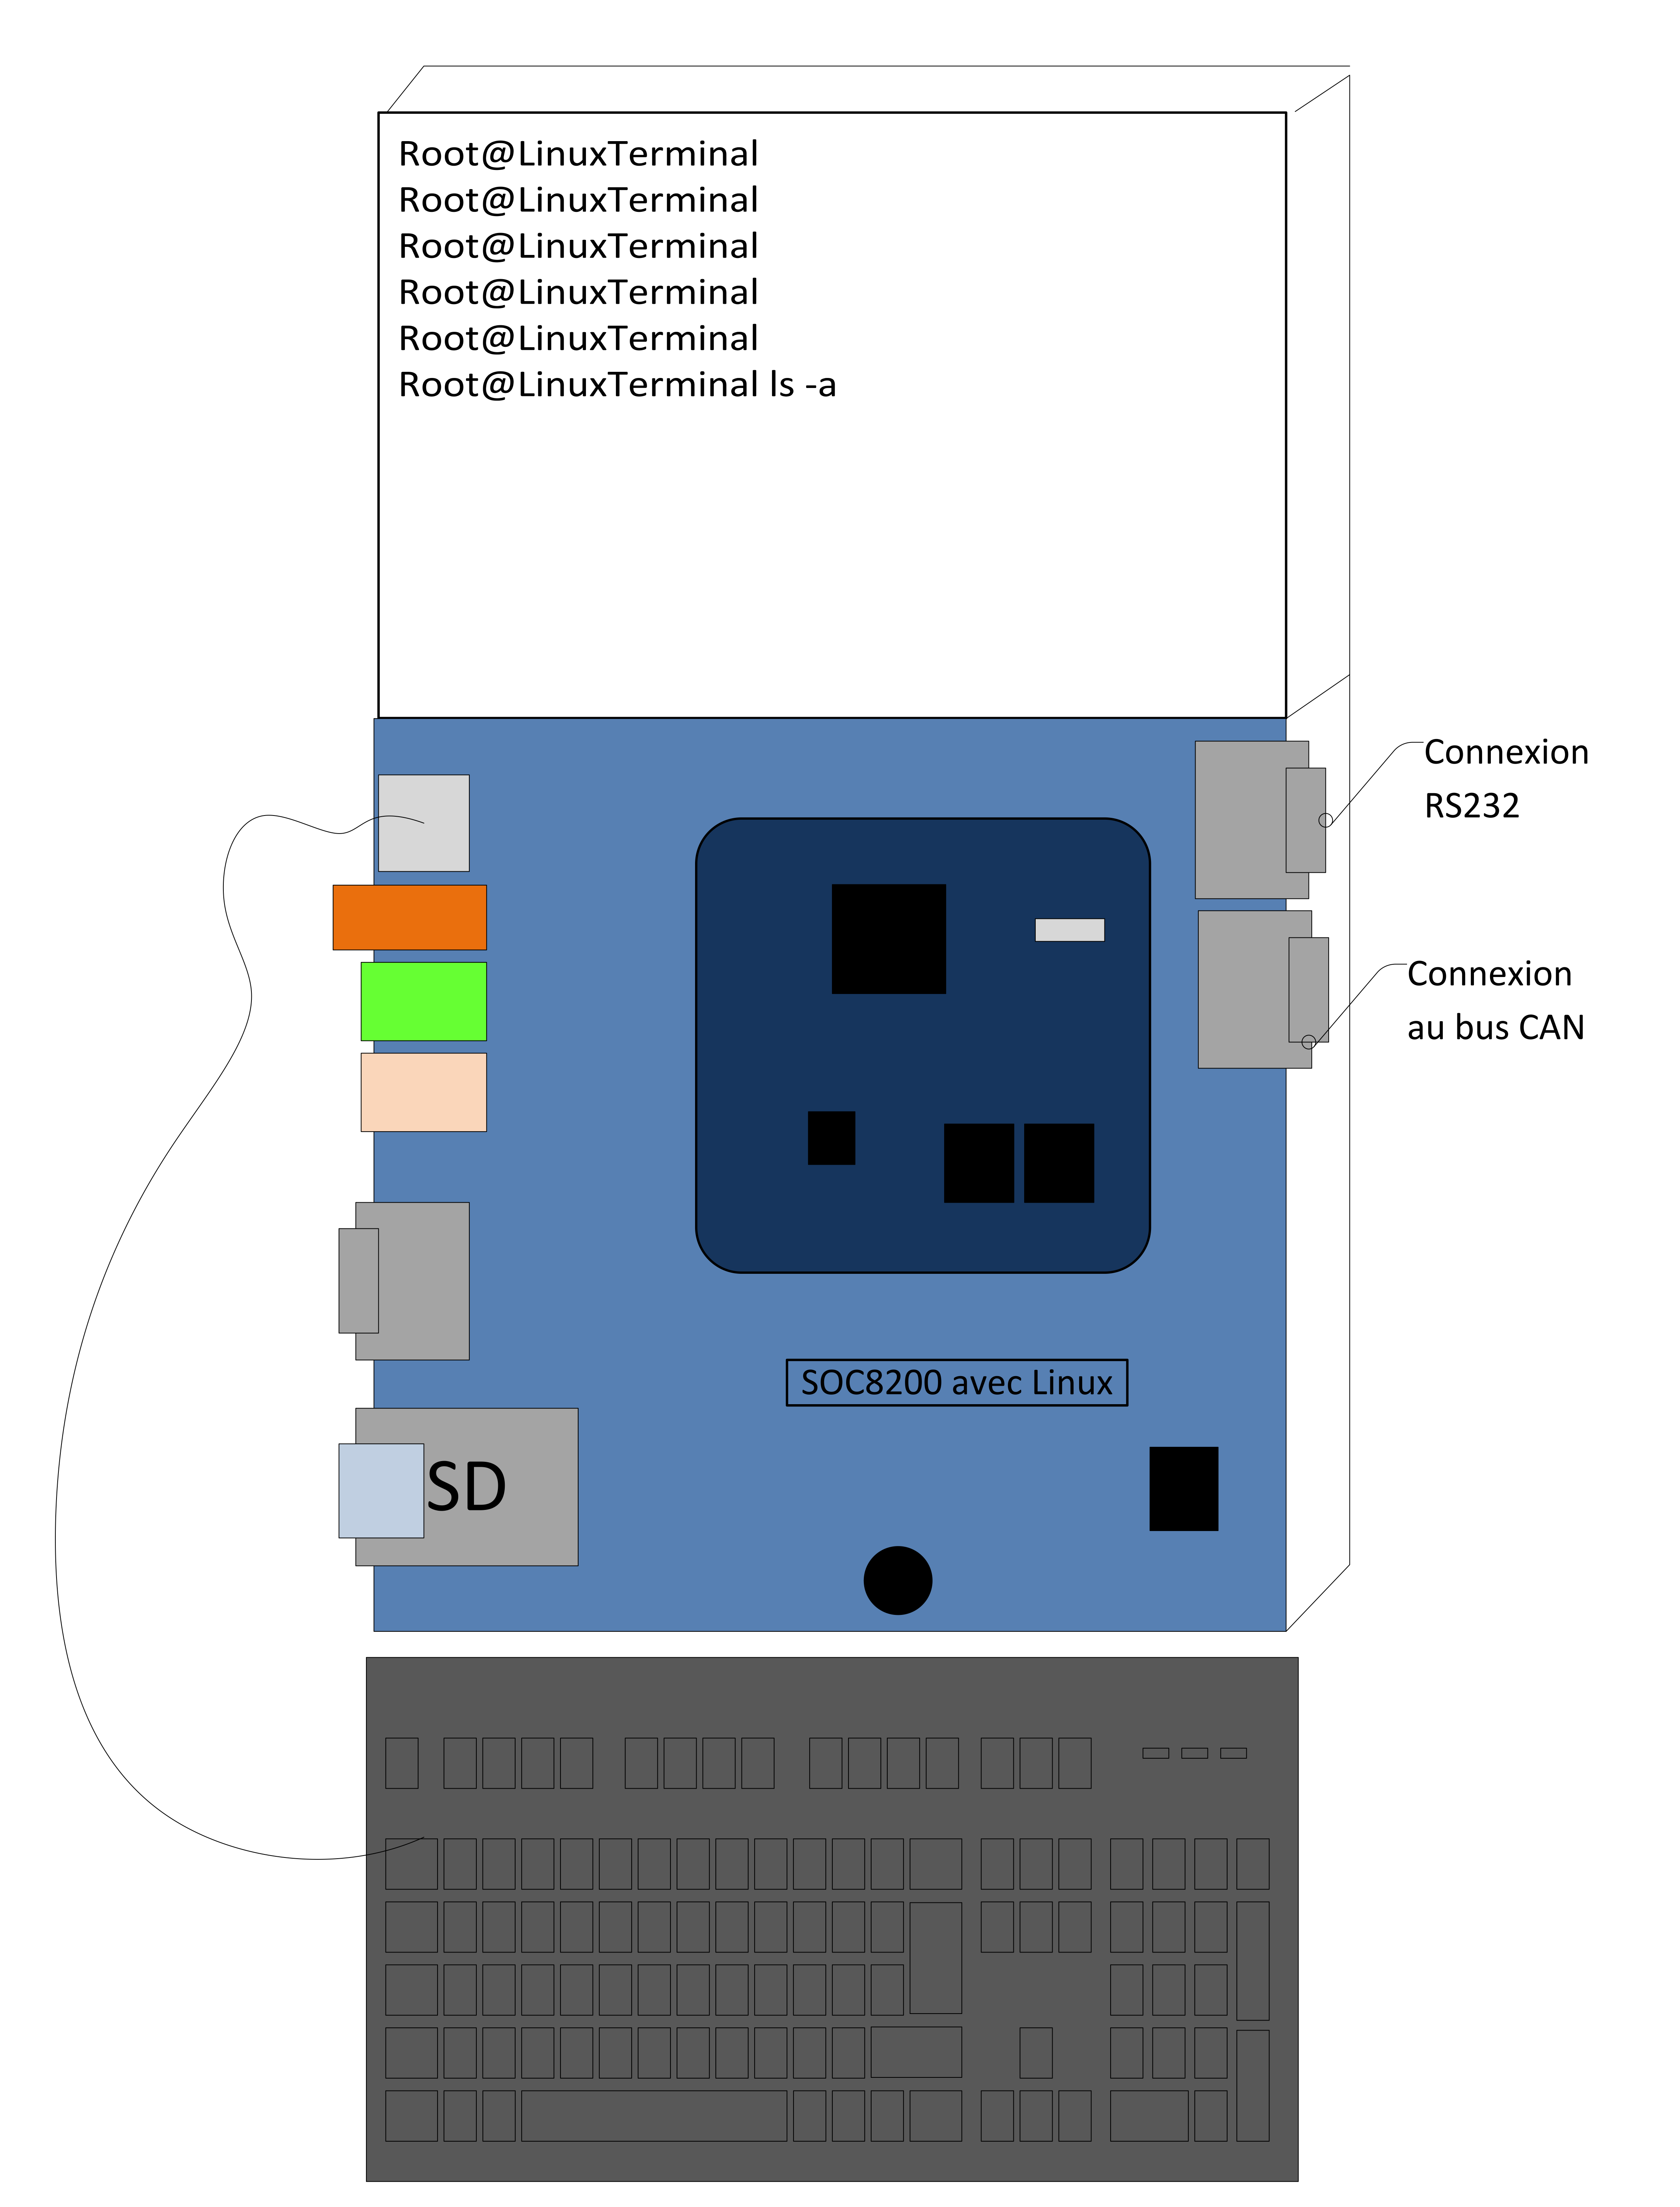 Root@LinuxTerminal
Root@LinuxTerminal
Root@LinuxTerminal
Root@LinuxTerminal
Root@LinuxTerminal
Root@LinuxTerminal ls -a
Connexion
RS232
Connexion
au bus CAN
SOC8200 avec Linux
SD